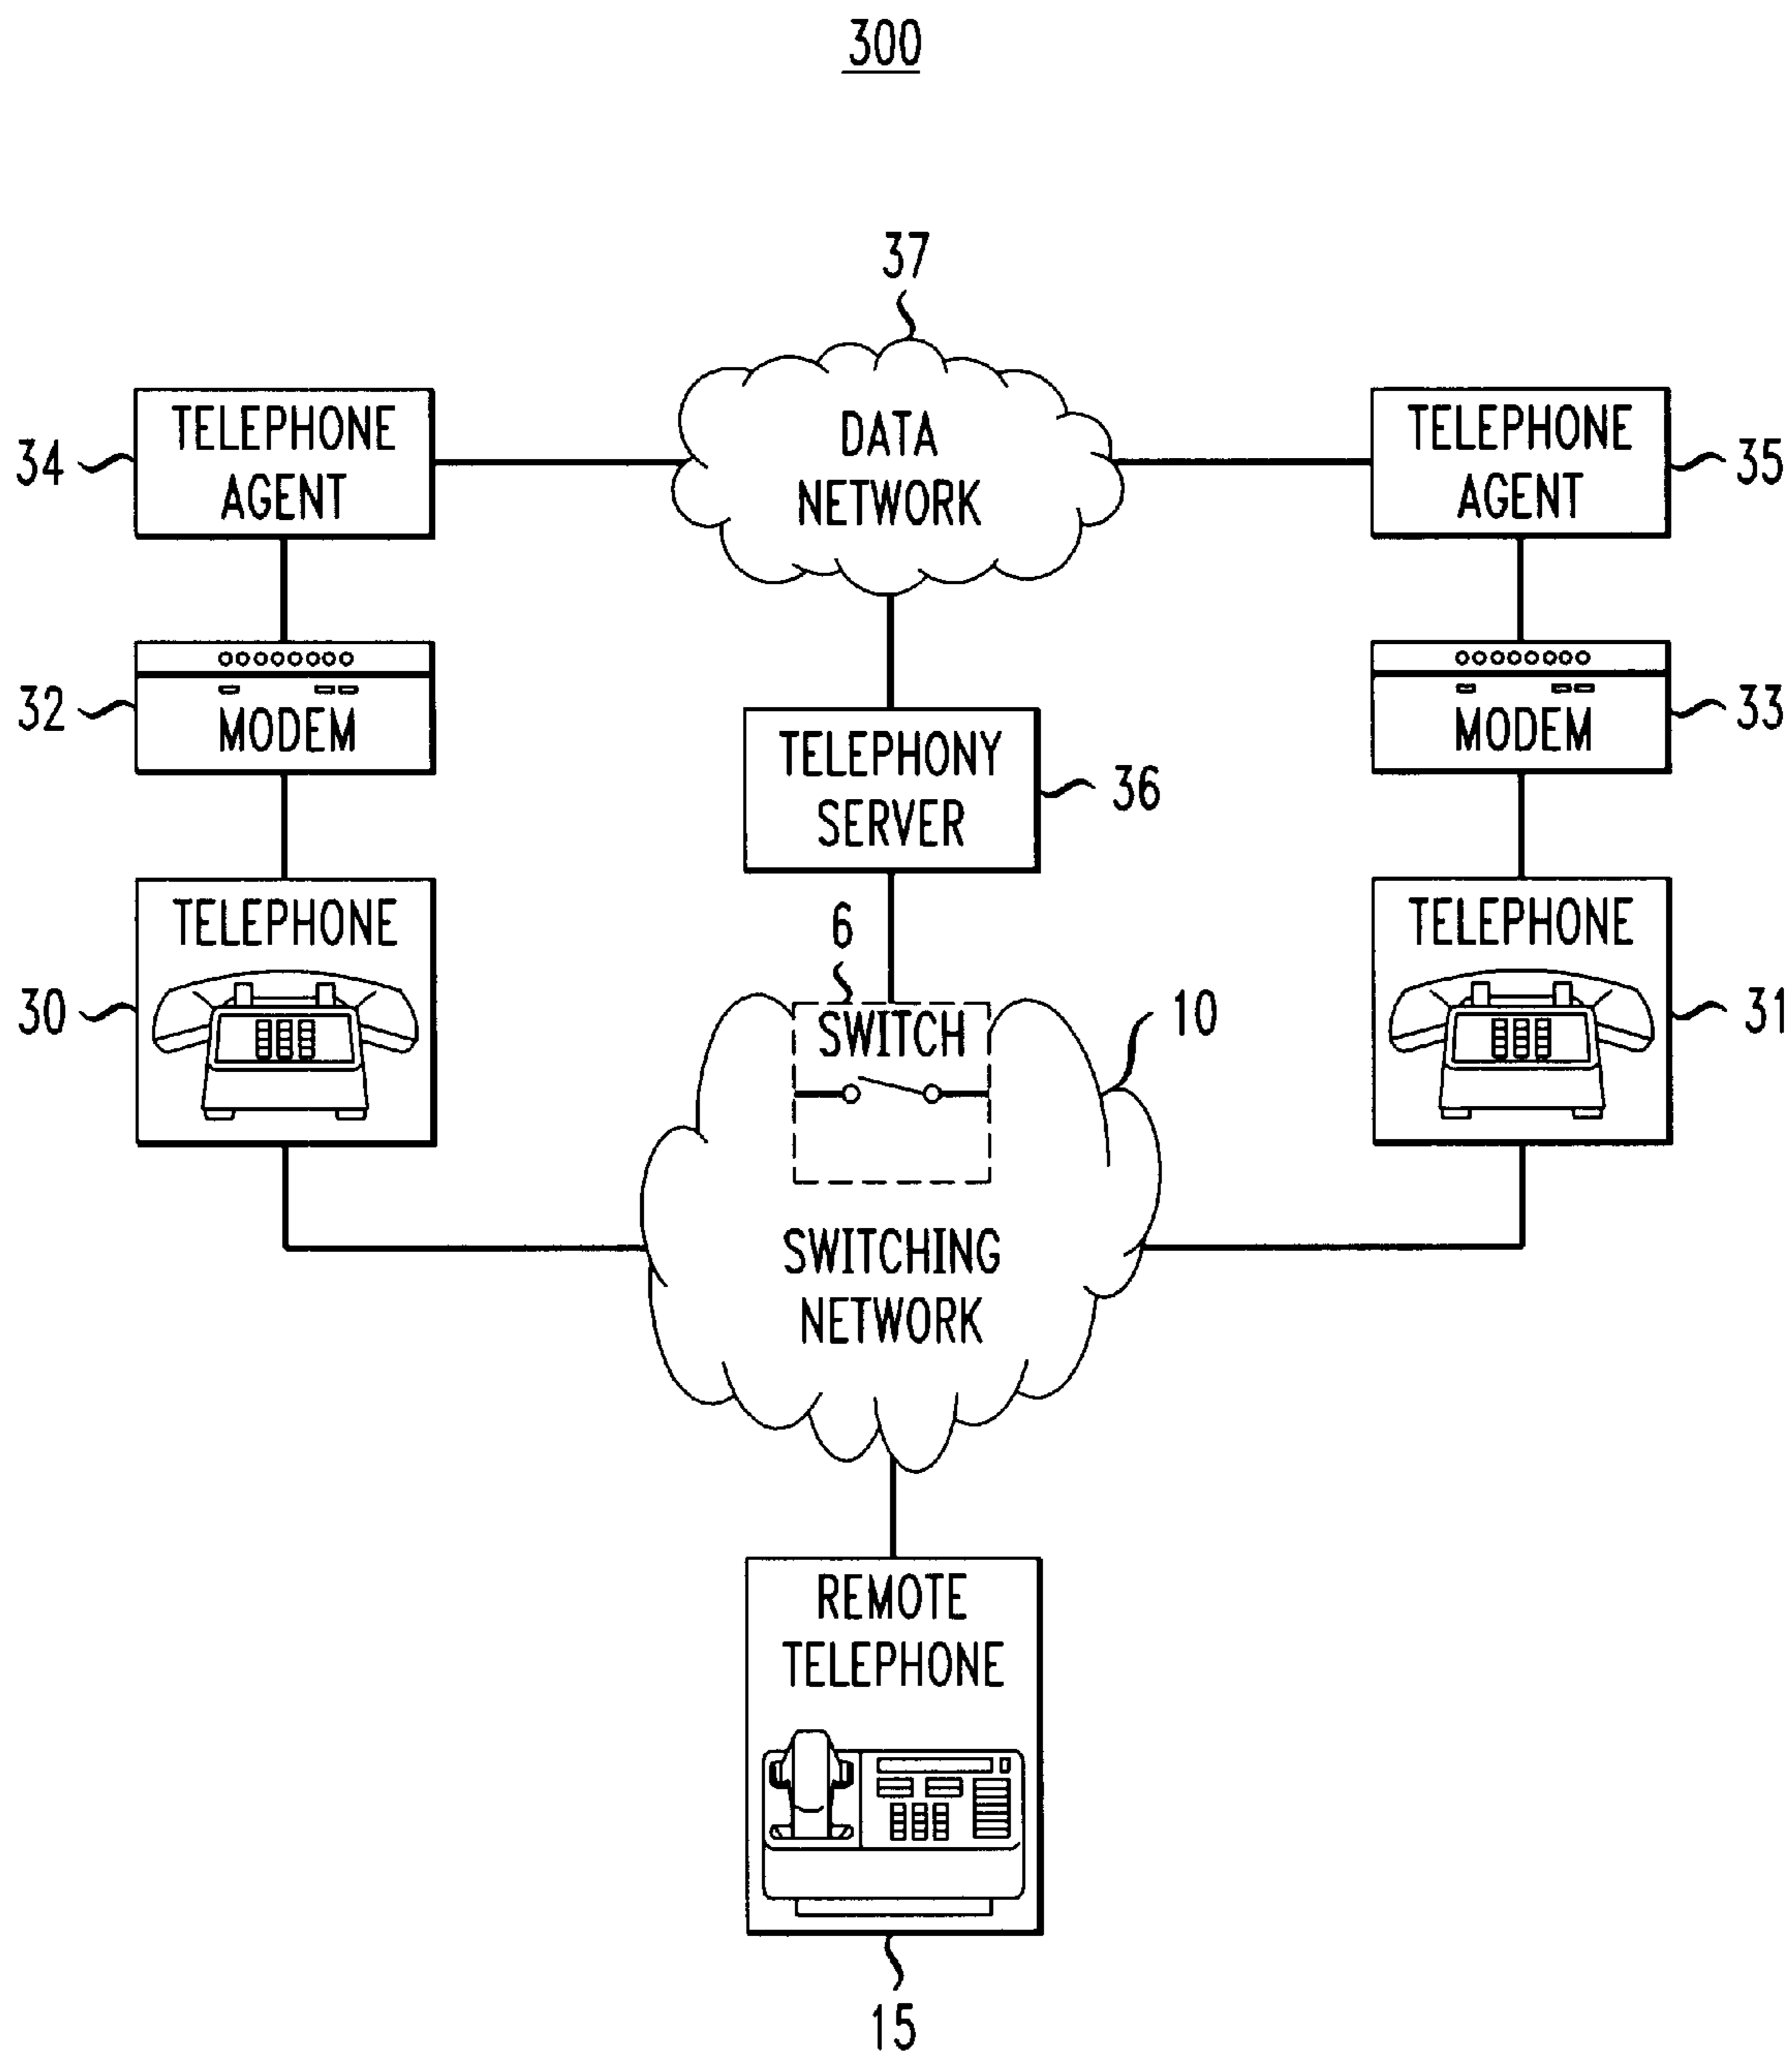 300
37
TELEPHONE
AGENT
34
DATA
NETWORK
TELEPHONE
AGENT
35
32
MODEM
TELEPHONY
SERVER
36
MODEM
33
TELEPHONE
30
6
SWITCH
10
TELEPHONE
31
SWITCHING
NETWORK
REMOTE
TELEPHONE
15